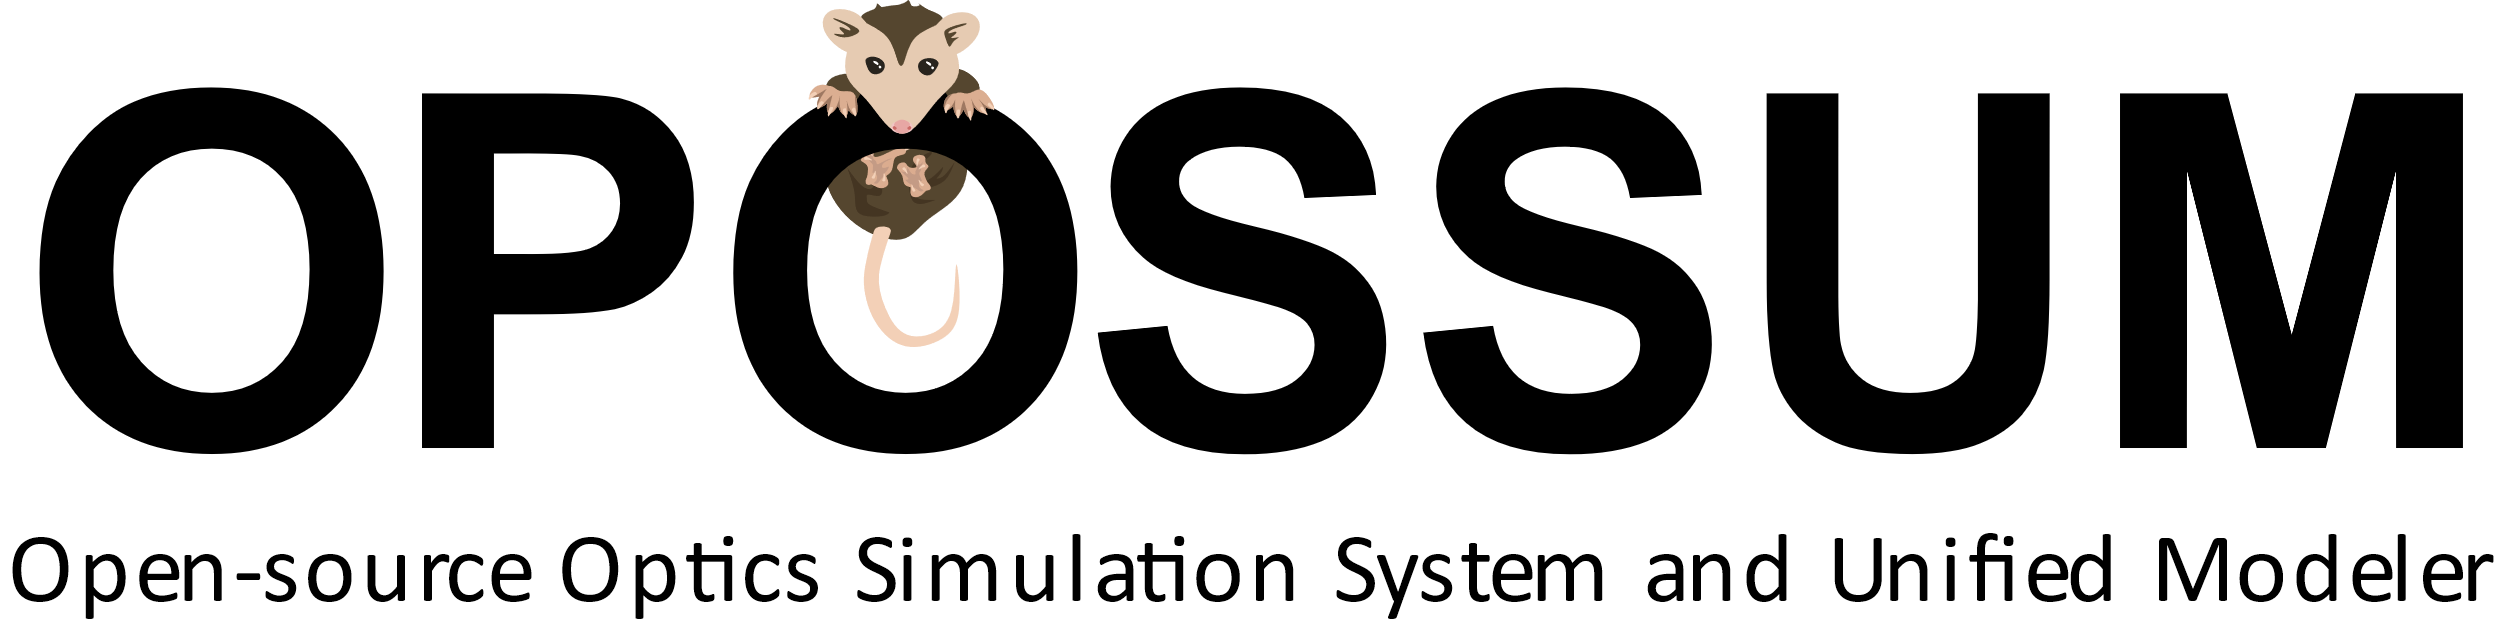 OPOSSUM
Open-source Optics Simulation System and Unified Modeler